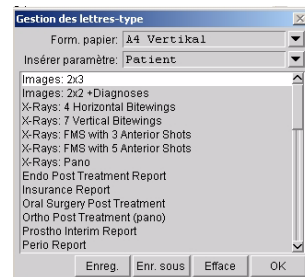 Gestion des lettres-type
Form. papier: A4 Vertikal
Insérer paramètre: Patient
Images: 2x3
Images: 2x2 +Diagnoses
X-Rays: 4 Horizontal Bitewings
X-Rays: 7 Vertical Bitewings
X-Rays: FMS with 3 Anterior Shots
X-Rays: FMS with 5 Anterior Shots
X-Rays: Pano
Endo Post Treatment Report
Insurance Report
Oral Surgery Post Treatment
Ortho Post Treatment (pano)
Prostho Interim Report
Perio Report
Enreg. Enr. sous Efface OK